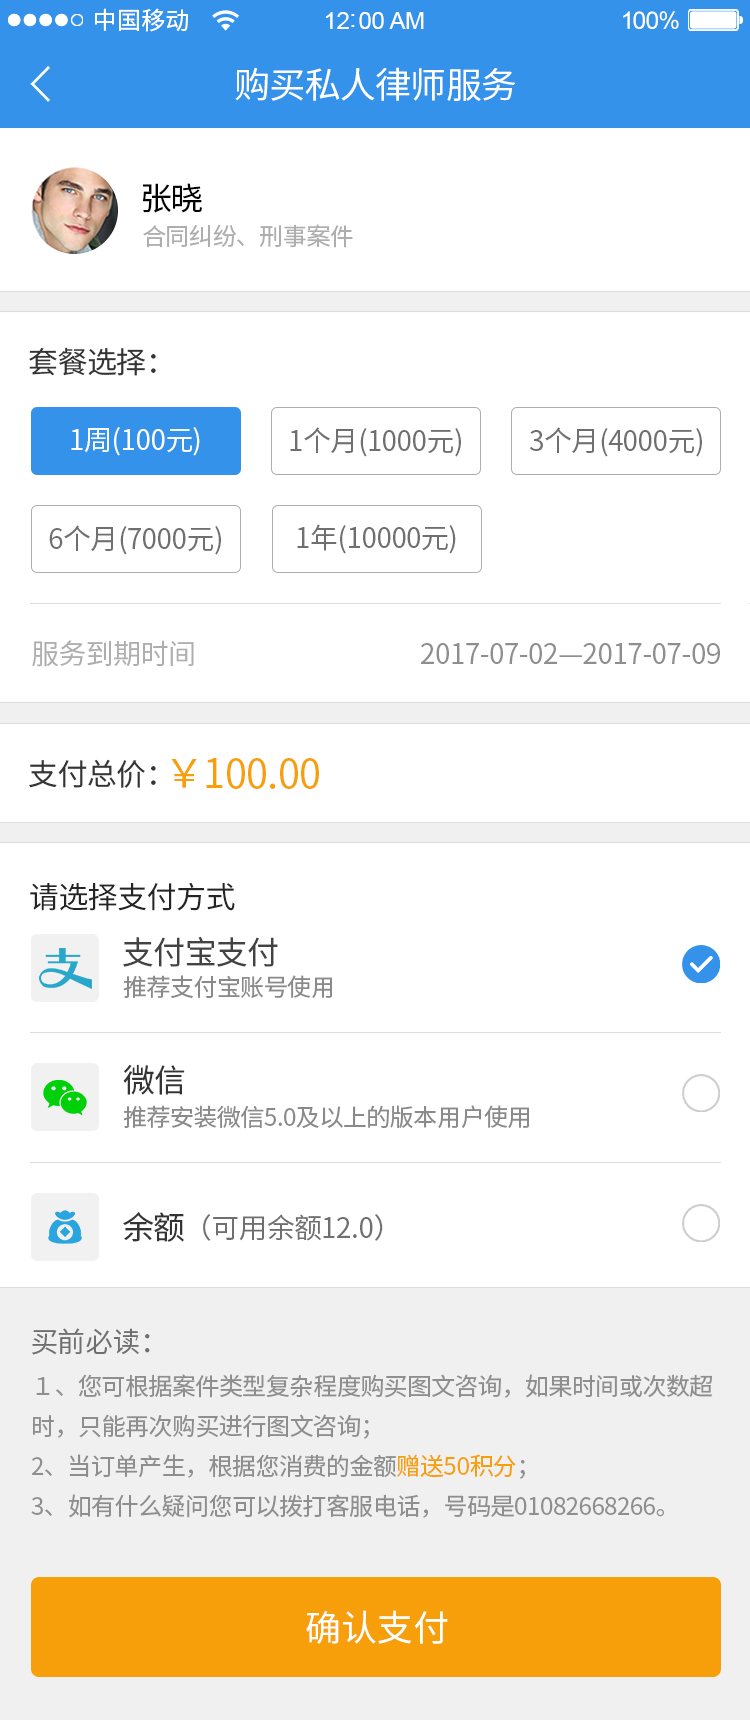 中国移动 12:00 AM 100%
购买私人律师服务
张晓
合同纠纷、刑事案件
套餐选择：
1周(100元) 1个月(1000元) 3个月(4000元)
6个月(7000元) 1年(10000元)
服务到期时间 2017-07-02—2017-07-09
支付总价：￥100.00
请选择支付方式
支付宝支付
推荐支付宝账号使用
微信
推荐安装微信5.0及以上的版本用户使用
余额（可用余额12.0）
买前必读：
１、您可根据案件类型复杂程度购买图文咨询，如果时间或次数超
时，只能再次购买进行图文咨询；
2、当订单产生，根据您消费的金额赠送50积分；
3、如有什么疑问您可以拨打客服电话，号码是01082668266。
确认支付